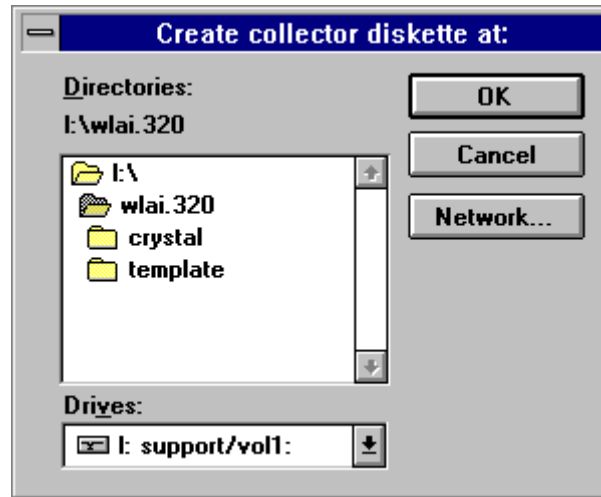 Create collector diskette at:
Directories:
l:\wlai.320
l:\
wlai.320
crystal
template
Drives:
l: support/vol1:
OK
Cancel
Network...